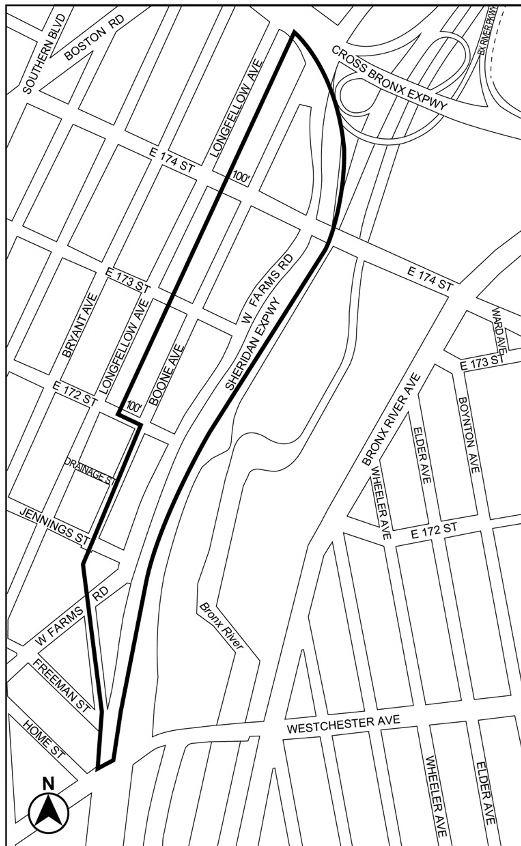 SOUTHERN BLVD
BOSTON RD
LONGFELLOW AVE
CROSS BRONX EXPWY
BX RIVER PKWY
E 174 ST
100'
E 173 ST
W FARMS RD
E 174 ST
BRYANT AVE
LONGFELLOW AVE
BOONE AVE
SHERIDAN EXPWY
WARD AVE
E 173 ST
E 172 ST
100'
BRONX RIVER AVE
BOYNTON AVE
ELDER AVE
WHEELER AVE
DRAINAGE ST
JENNINGS ST
E 172 ST
W FARMS RD
Bronx River
FREEMAN ST
HOME ST
WESTCHESTER AVE
WHEELER AVE
ELDER AVE
N